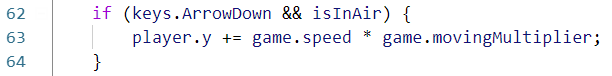 62 if (keys.ArrowDown && isInAir) {
63 player.y += game.speed * game.movingMultiplier;
64 }